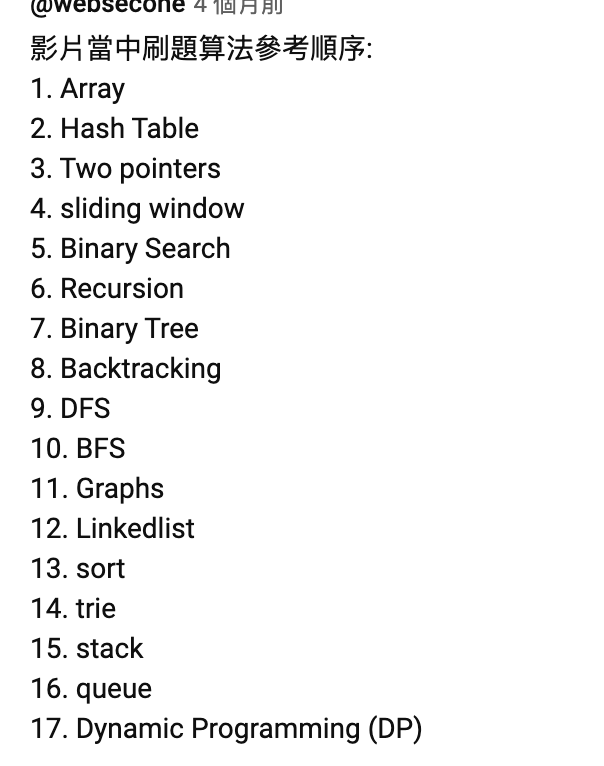 @websecone 4 個月前
影片當中刷題算法參考順序:
1. Array
2. Hash Table
3. Two pointers
4. sliding window
5. Binary Search
6. Recursion
7. Binary Tree
8. Backtracking
9. DFS
10. BFS
11. Graphs
12. Linkedlist
13. sort
14. trie
15. stack
16. queue
17. Dynamic Programming (DP)